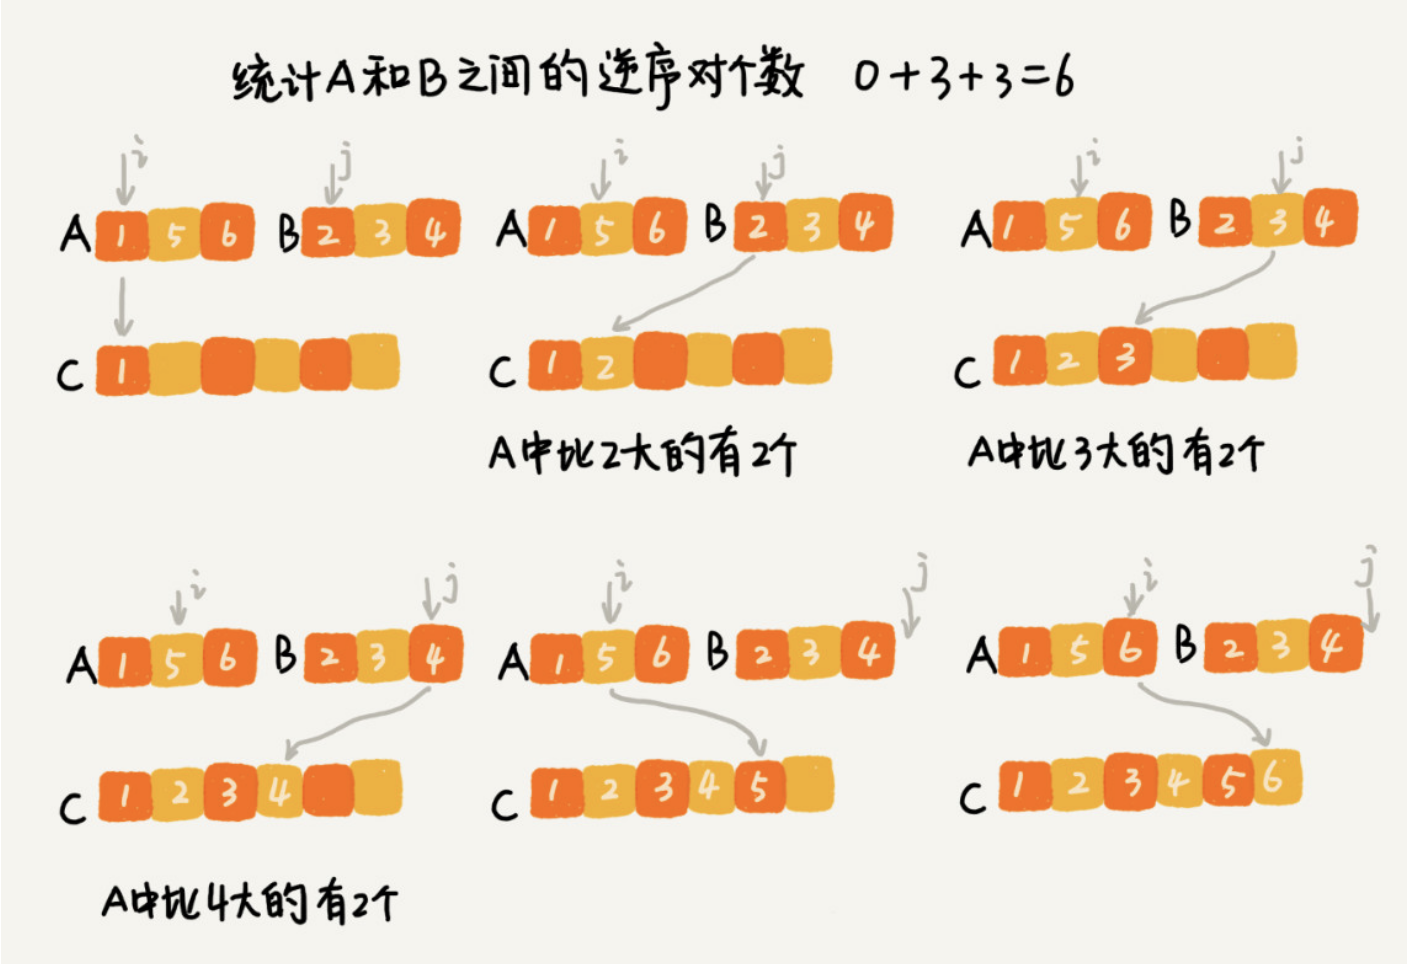 统计A和B之间的逆序对个数 0+3+3=6
i j i j i j
A 1 5 6 B 2 3 4 A 1 5 6 B 2 3 4 A 1 5 6 B 2 3 4
C 1 C 1 2 C 1 2 3
A中比2大的有2个 A中比3大的有2个
i j i j i j
A 1 5 6 B 2 3 4 A 1 5 6 B 2 3 4 A 1 5 6 B 2 3 4
C 1 2 3 4 C 1 2 3 4 5 C 1 2 3 4 5 6
A中比4大的有2个